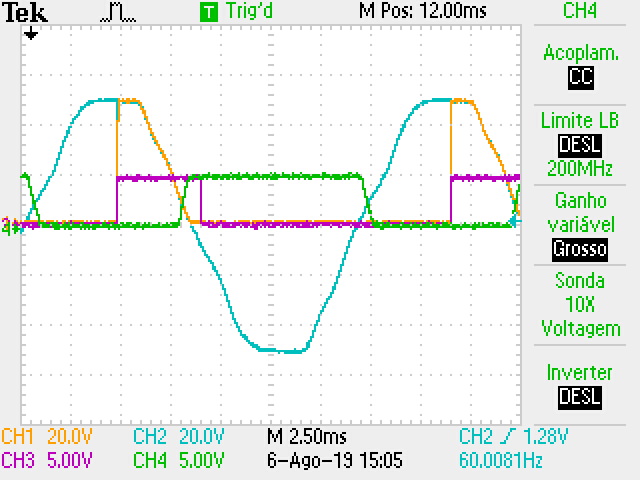 Tek T Trig'd M Pos: 12.00ms CH4
Acoplam.
CC
Limite LB
DESL
200MHz
Ganho
variável
Grosso
Sonda
10X
Voltagem
Inverter
DESL
CH1 20.0V CH2 20.0V M 2.50ms CH2 / 1.28V
CH3 5.00V CH4 5.00V 6-Ago-19 15:05 60.0081Hz